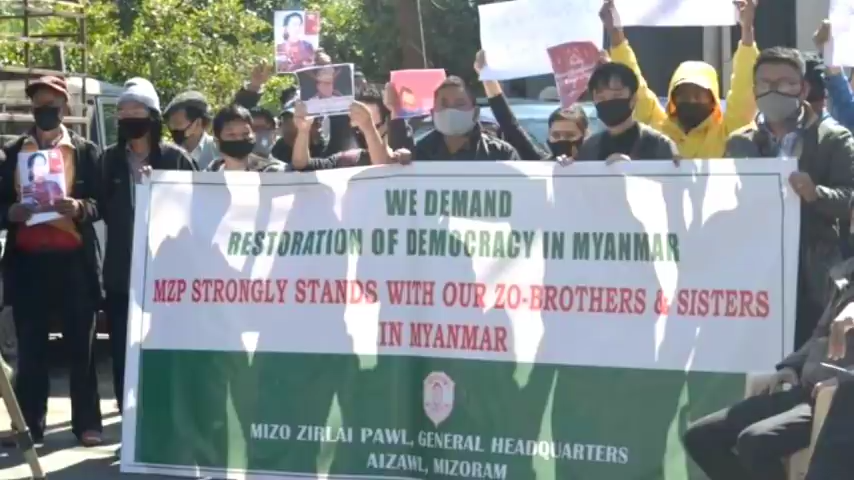 WE DEMAND
RESTORATION OF DEMOCRACY IN MYANMAR
MZP STRONGLY STANDS WITH OUR ZO-BROTHERS & SISTERS
IN MYANMAR
MIZO ZIRLAI PAWL, GENERAL HEADQUARTERS
AIZAWL, MIZORAM